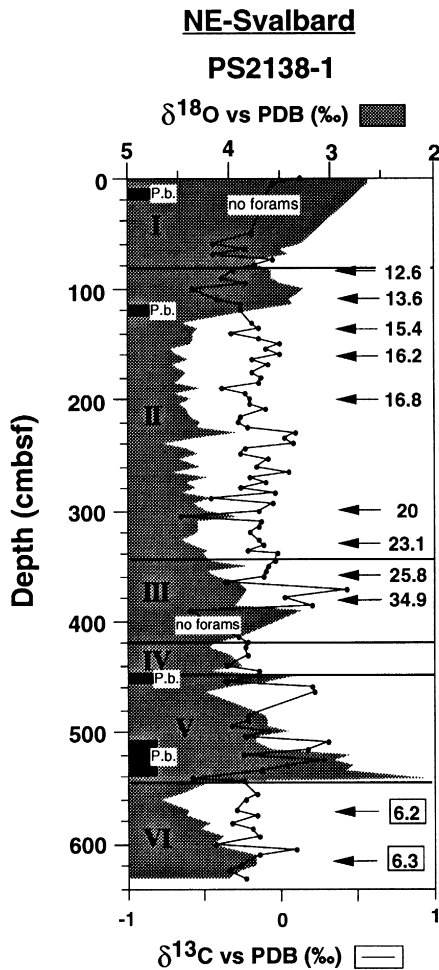 NE-Svalbard
PS2138-1
δ18O vs PDB (‰)
5 4 3 2
0
P.b.
no forams
I
12.6
100
13.6
P.b.
15.4
16.2
200
16.8
II
300
20
23.1
25.8
III
34.9
400
no forams
IV
P.b.
V
500
P.b.
6.2
600
VI
6.3
Depth (cmbsf)
-1 0 1
δ13C vs PDB (‰)